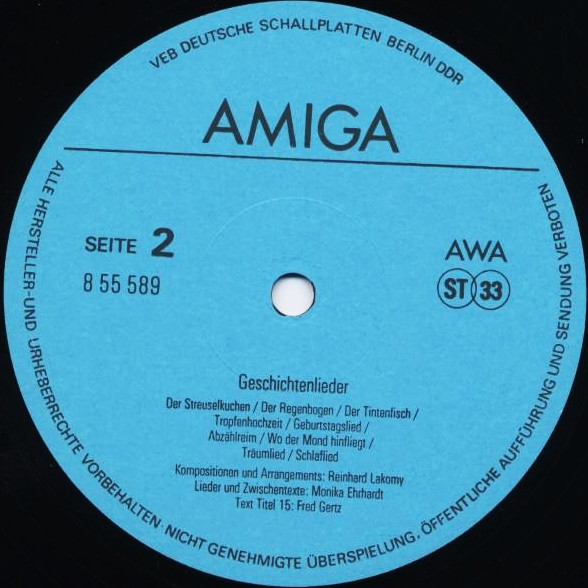 VEB DEUTSCHE SCHALLPLATTEN BERLIN DDR
AMIGA
SEITE 2
8 55 589
AWA
ST 33
Geschichtenlieder
Der Streuselkuchen / Der Regenbogen / Der Tintenfisch /
Tropfenhochzeit / Geburtstagslied /
Abzählreim / Wo der Mond hinfliegt /
Träumlied / Schlaflied
Kompositionen und Arrangements: Reinhard Lakomy
Lieder und Zwischentexte: Monika Ehrhardt
Text Titel 15: Fred Gertz
ALLE HERSTELLER-UND URHEBERRECHTE VORBEHALTEN · NICHT GENEHMIGTE ÜBERSPIELUNG, ÖFFENTLICHE AUFFÜHRUNG UND SENDUNG VERBOTEN